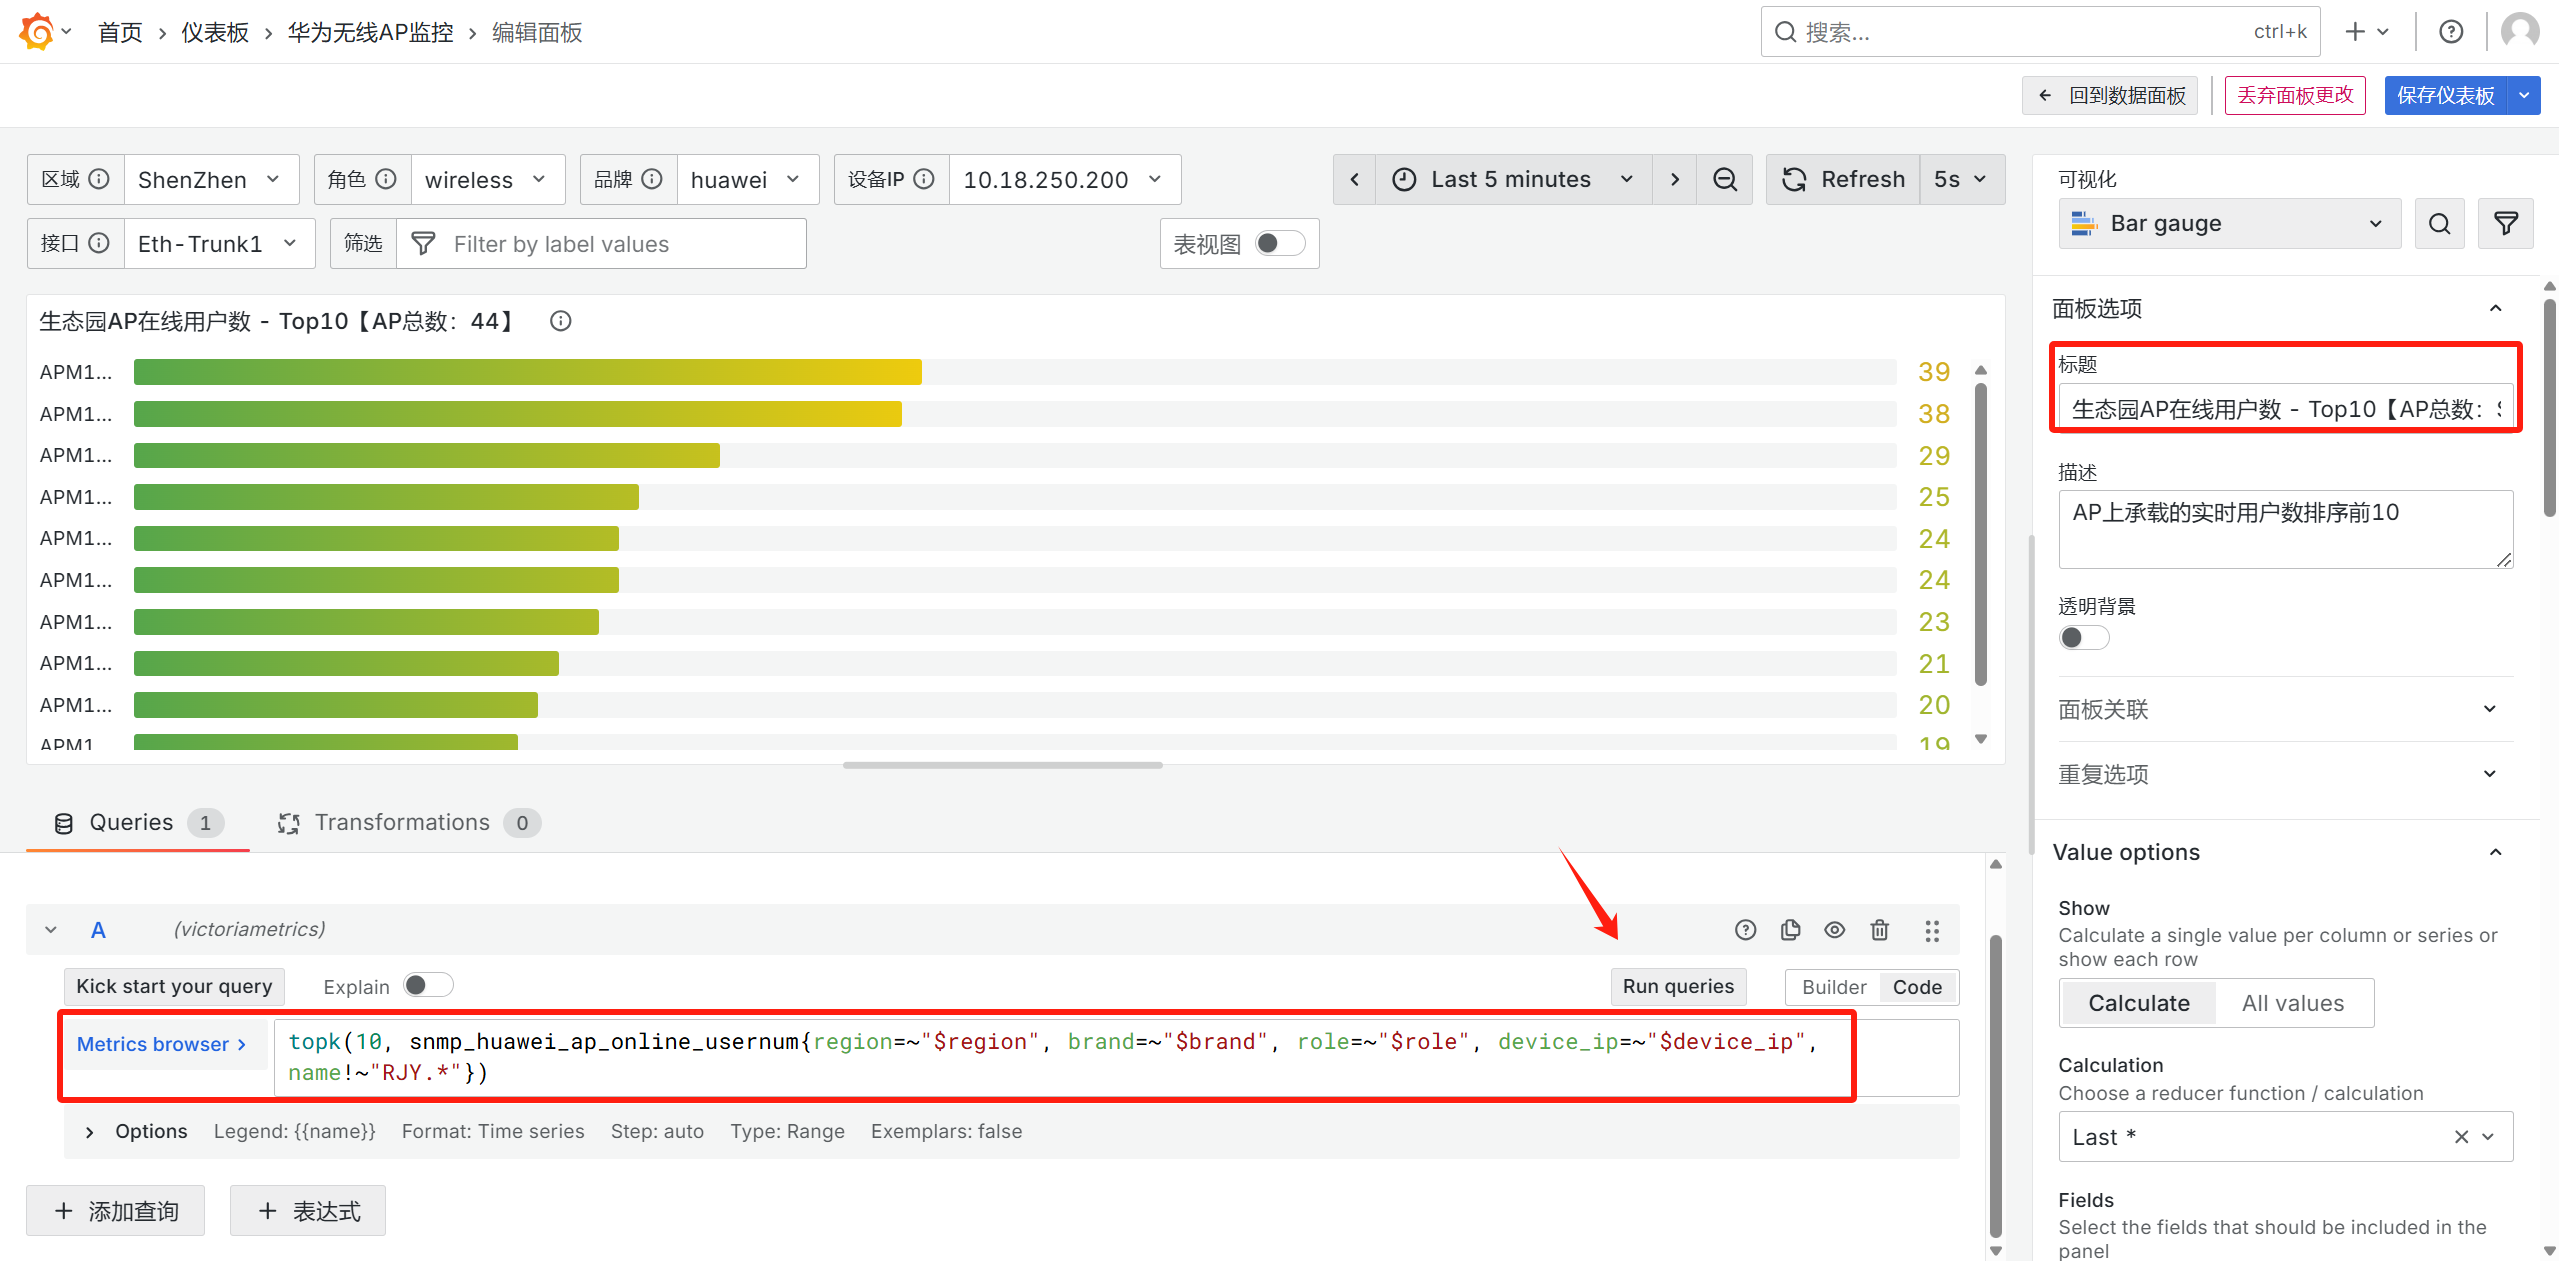 首页 › 仪表板 › 华为无线AP监控 › 编辑面板
搜索... ctrl+k
回到数据面板 丢弃面板更改 保存仪表板
区域 ShenZhen 角色 wireless 品牌 huawei 设备IP 10.18.250.200
Last 5 minutes Refresh 5s
接口 Eth-Trunk1 筛选 Filter by label values 表视图
生态园AP在线用户数 - Top10【AP总数：44】
APM1... 39
APM1... 38
APM1... 29
APM1... 25
APM1... 24
APM1... 24
APM1... 23
APM1... 21
APM1... 20
APM1 19
Queries 1 Transformations 0
A (victoriametrics)
Kick start your query Explain Run queries Builder Code
Metrics browser › topk(10, snmp_huawei_ap_online_usernum{region=~"$region", brand=~"$brand", role=~"$role", device_ip=~"$device_ip",
name!~"RJY.*"})
Options Legend: {{name}} Format: Time series Step: auto Type: Range Exemplars: false
+ 添加查询 + 表达式
可视化
Bar gauge
面板选项
标题
生态园AP在线用户数 - Top10【AP总数：
描述
AP上承载的实时用户数排序前10
透明背景
面板关联
重复选项
Value options
Show
Calculate a single value per column or series or
show each row
Calculate All values
Calculation
Choose a reducer function / calculation
Last *
Fields
Select the fields that should be included in the
panel